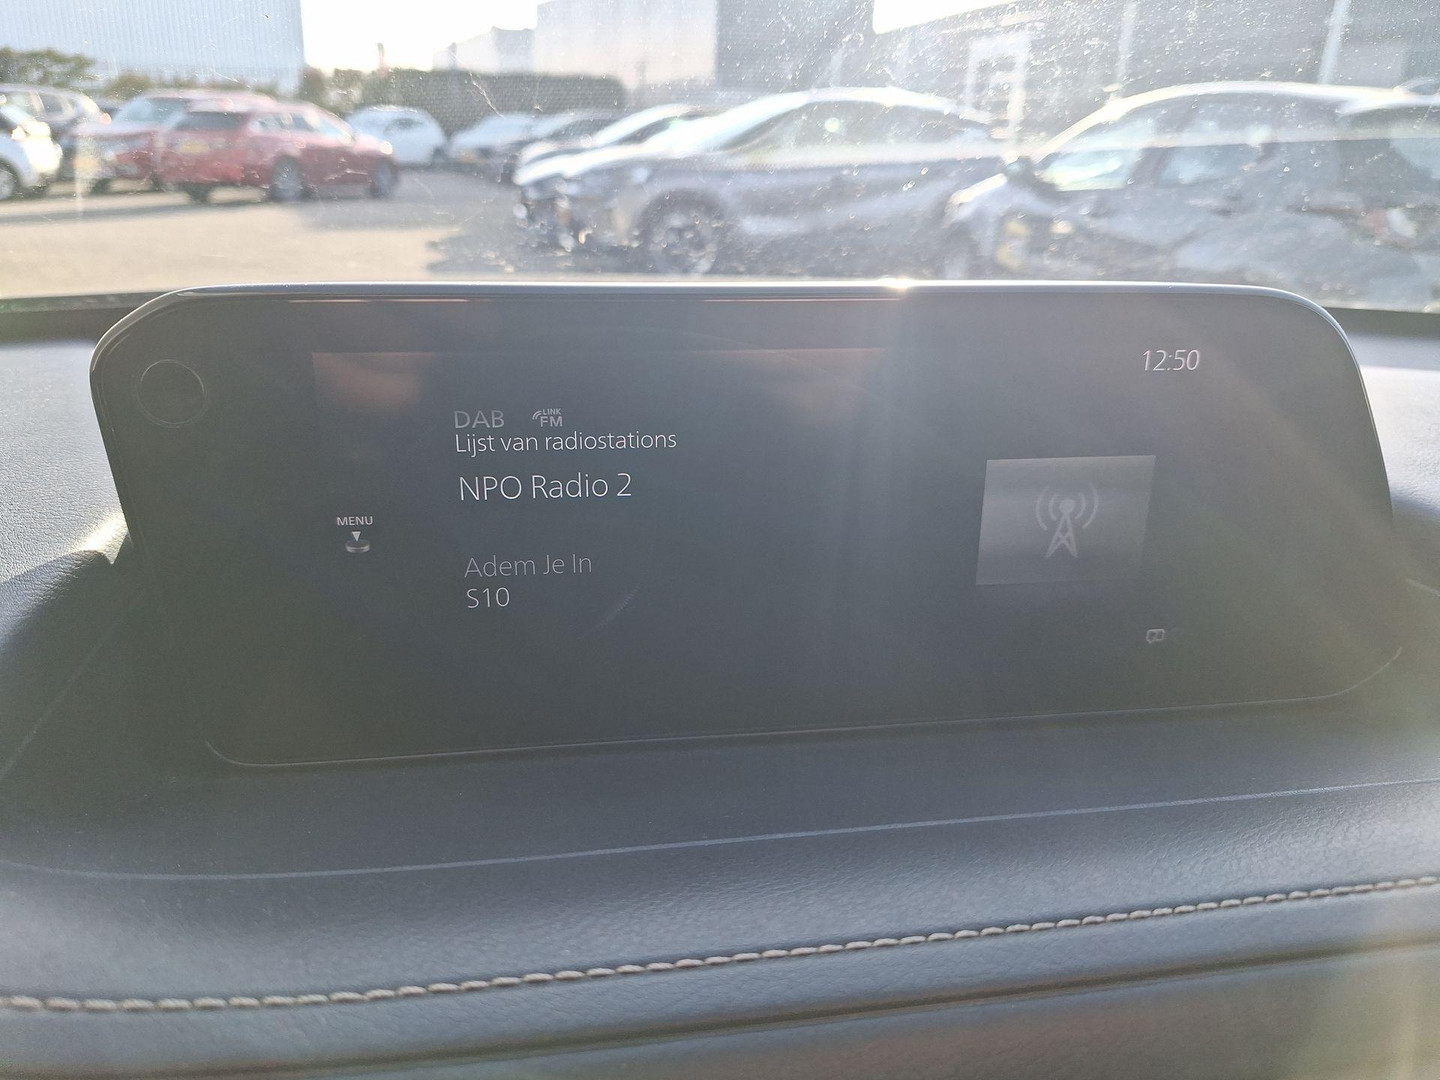 12:50
DAB LINK FM
Lijst van radiostations
NPO Radio 2
MENU
Adem Je In
S10